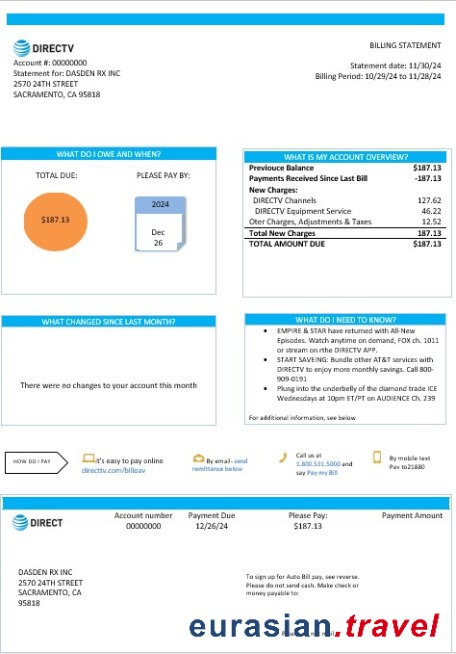 DIRECTV
Account #: 00000000
Statement for: DASDEN RX INC
2570 24TH STREET
SACRAMENTO, CA 95818
BILLING STATEMENT
Statement date: 11/30/24
Billing Period: 10/29/24 to 11/28/24
WHAT DO I OWE AND WHEN?
TOTAL DUE:
PLEASE PAY BY:
$187.13
2024
Dec
26
WHAT IS MY ACCOUNT OVERVIEW?
Previouce Balance $187.13
Payments Received Since Last Bill -187.13
New Charges:
DIRECTV Channels 127.62
DIRECTV Equipment Service 46.22
Oter Charges, Adjustments & Taxes 12.52
Total New Charges 187.13
TOTAL AMOUNT DUE $187.13
WHAT CHANGED SINCE LAST MONTH?
There were no changes to your account this month
WHAT DO I NEED TO KNOW?
EMPIRE & STAR have returned with All-New
Episodes. Watch anytime on demand, FOX ch. 1011
or stream on rthe DIRECTV APP.
START SAVEING: Bundle other AT&T services with
DIRECTV to enjoy more monthly savings. Call 800-
909-0191
Plung into the underbelly of the diamond trade ICE
Wednesdays at 10pm ET/PT on AUDIENCE Ch. 239
For additional information, see below
HOW DO I PAY
it's easy to pay online
directtv.com/billeav
By email- send
remittance below
Call us at
1.800.531.5000 and
say Pay my Bill
By mobile text
Pav to21880
DIRECT
Account number
00000000
Payment Due
12/26/24
Please Pay:
$187.13
Payment Amount
DASDEN RX INC
2570 24TH STREET
SACRAMENTO, CA
95818
To sign up for Auto Bill pay, see reverse.
Please do not send cash. Make check or
money payable to:
eurasian.travel